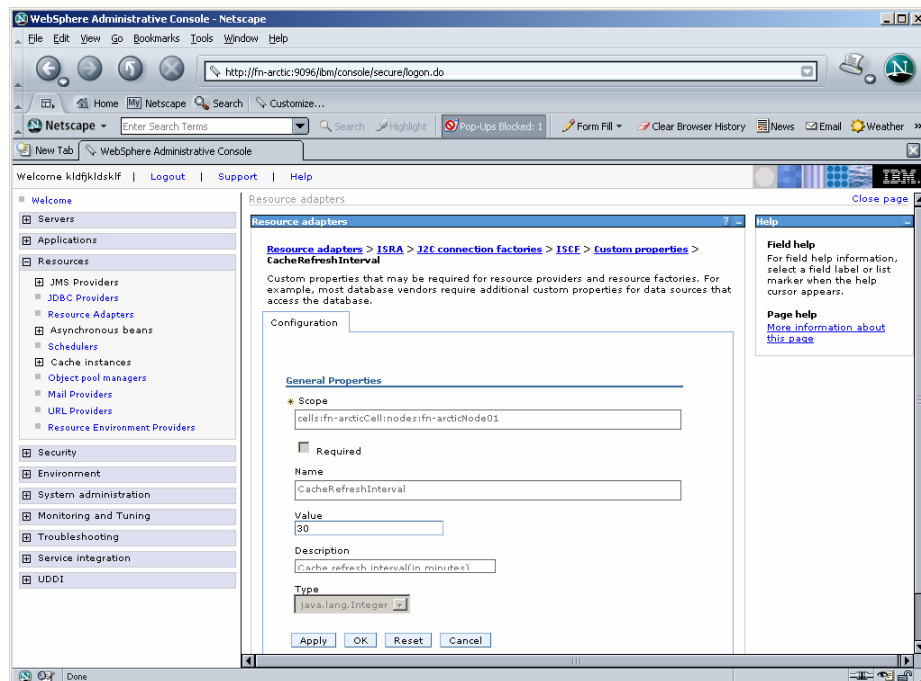 WebSphere Administrative Console - Netscape
File Edit View Go Bookmarks Tools Window Help
http://fn-arctic:9096/ibm/console/secure/logon.do
N
Home My Netscape Search Customize...
Netscape Enter Search Terms Search Highlight Pop-Ups Blocked: 1 Form Fill Clear Browser History News Email Weather »
New Tab WebSphere Administrative Console
Welcome kldfjkldsklf | Logout | Support | Help IBM.
Welcome
Servers
Applications
Resources
JMS Providers
JDBC Providers
Resource Adapters
Asynchronous beans
Schedulers
Cache instances
Object pool managers
Mail Providers
URL Providers
Resource Environment Providers
Security
Environment
System administration
Monitoring and Tuning
Troubleshooting
Service integration
UDDI
Resource adapters Close page
Resource adapters ? -
Resource adapters > ISRA > J2C connection factories > ISCF > Custom properties >
CacheRefreshInterval
Custom properties that may be required for resource providers and resource factories. For
example, most database vendors require additional custom properties for data sources that
access the database.
Configuration
General Properties
* Scope
cells:fn-arcticCell:nodes:fn-arcticNode01
Required
Name
CacheRefreshInterval
Value
30
Description
Cache refresh interval(in minutes)
Type
java.lang.Integer
Apply OK Reset Cancel
Help -
Field help
For field help information,
select a field label or list
marker when the help
cursor appears.
Page help
More information about
this page
Done